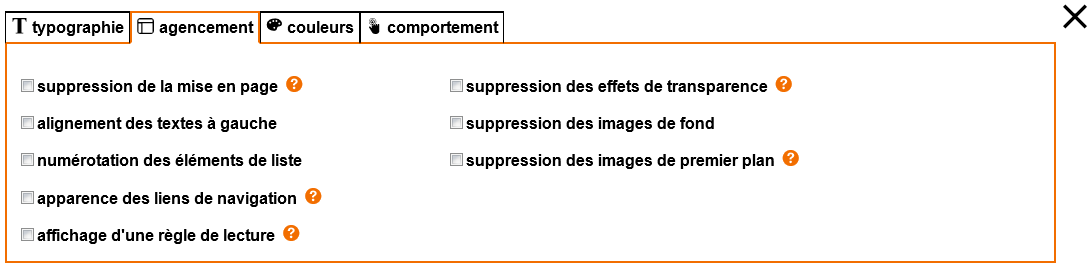 typographie agencement couleurs comportement
suppression de la mise en page ?
alignement des textes à gauche
numérotation des éléments de liste
apparence des liens de navigation ?
affichage d'une règle de lecture ?
suppression des effets de transparence ?
suppression des images de fond
suppression des images de premier plan ?